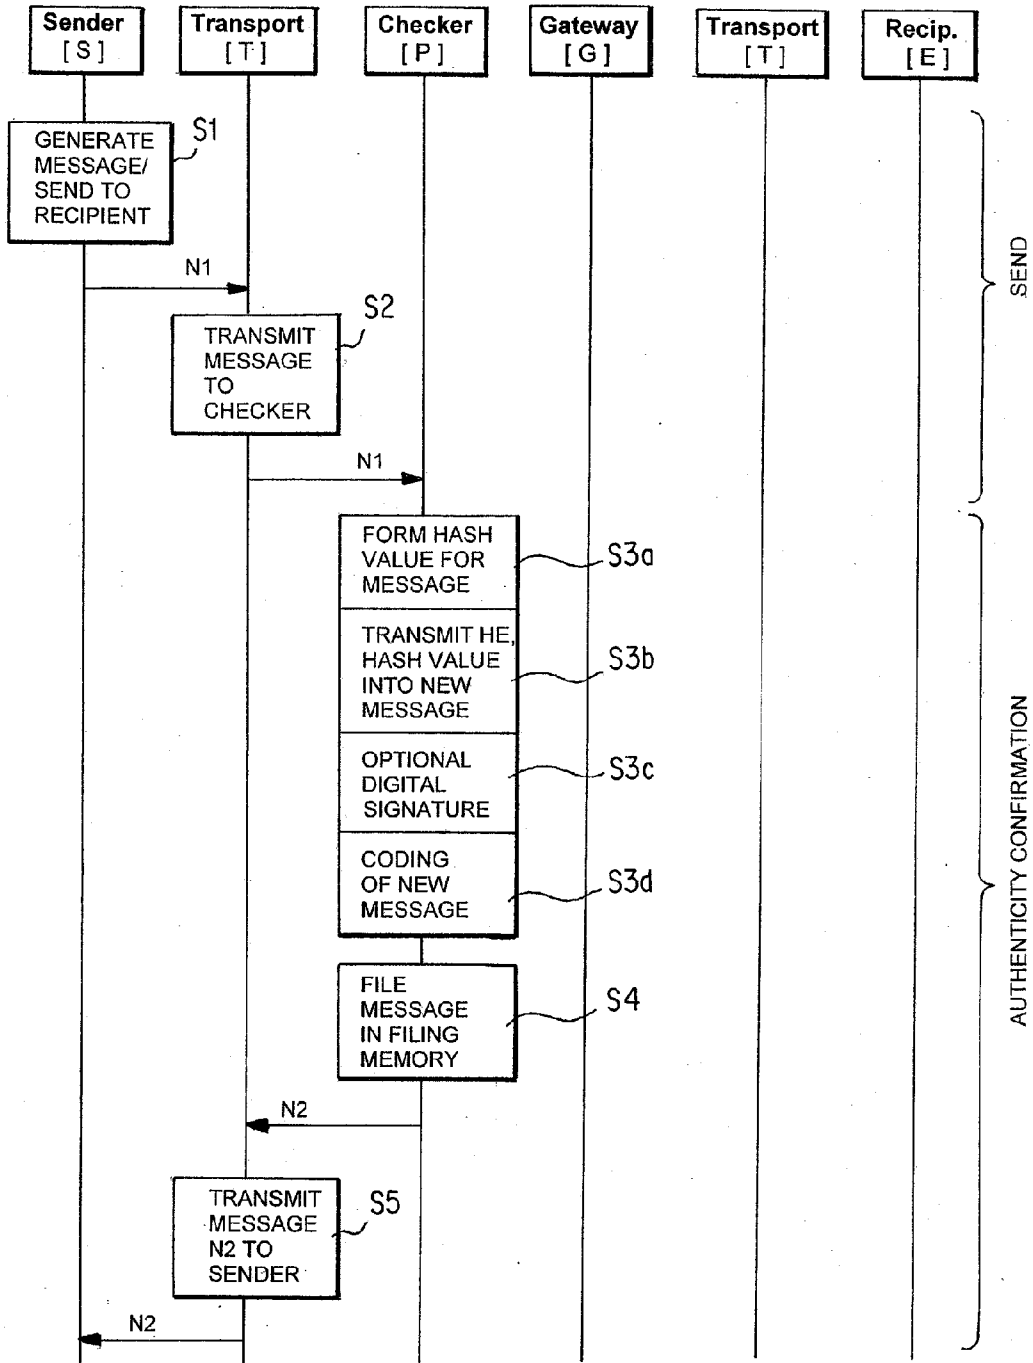 Sender
[ S ]
Transport
[ T ]
Checker
[ P ]
Gateway
[ G ]
Transport
[ T ]
Recip.
[ E ]
GENERATE
MESSAGE/
SEND TO
RECIPIENT
S1
N1
TRANSMIT
MESSAGE
TO
CHECKER
S2
N1
SEND
FORM HASH
VALUE FOR
MESSAGE
S3a
TRANSMIT HE,
HASH VALUE
INTO NEW
MESSAGE
S3b
OPTIONAL
DIGITAL
SIGNATURE
S3c
CODING
OF NEW
MESSAGE
S3d
FILE
MESSAGE
IN FILING
MEMORY
S4
N2
TRANSMIT
MESSAGE
N2 TO
SENDER
S5
N2
AUTHENTICITY CONFIRMATION